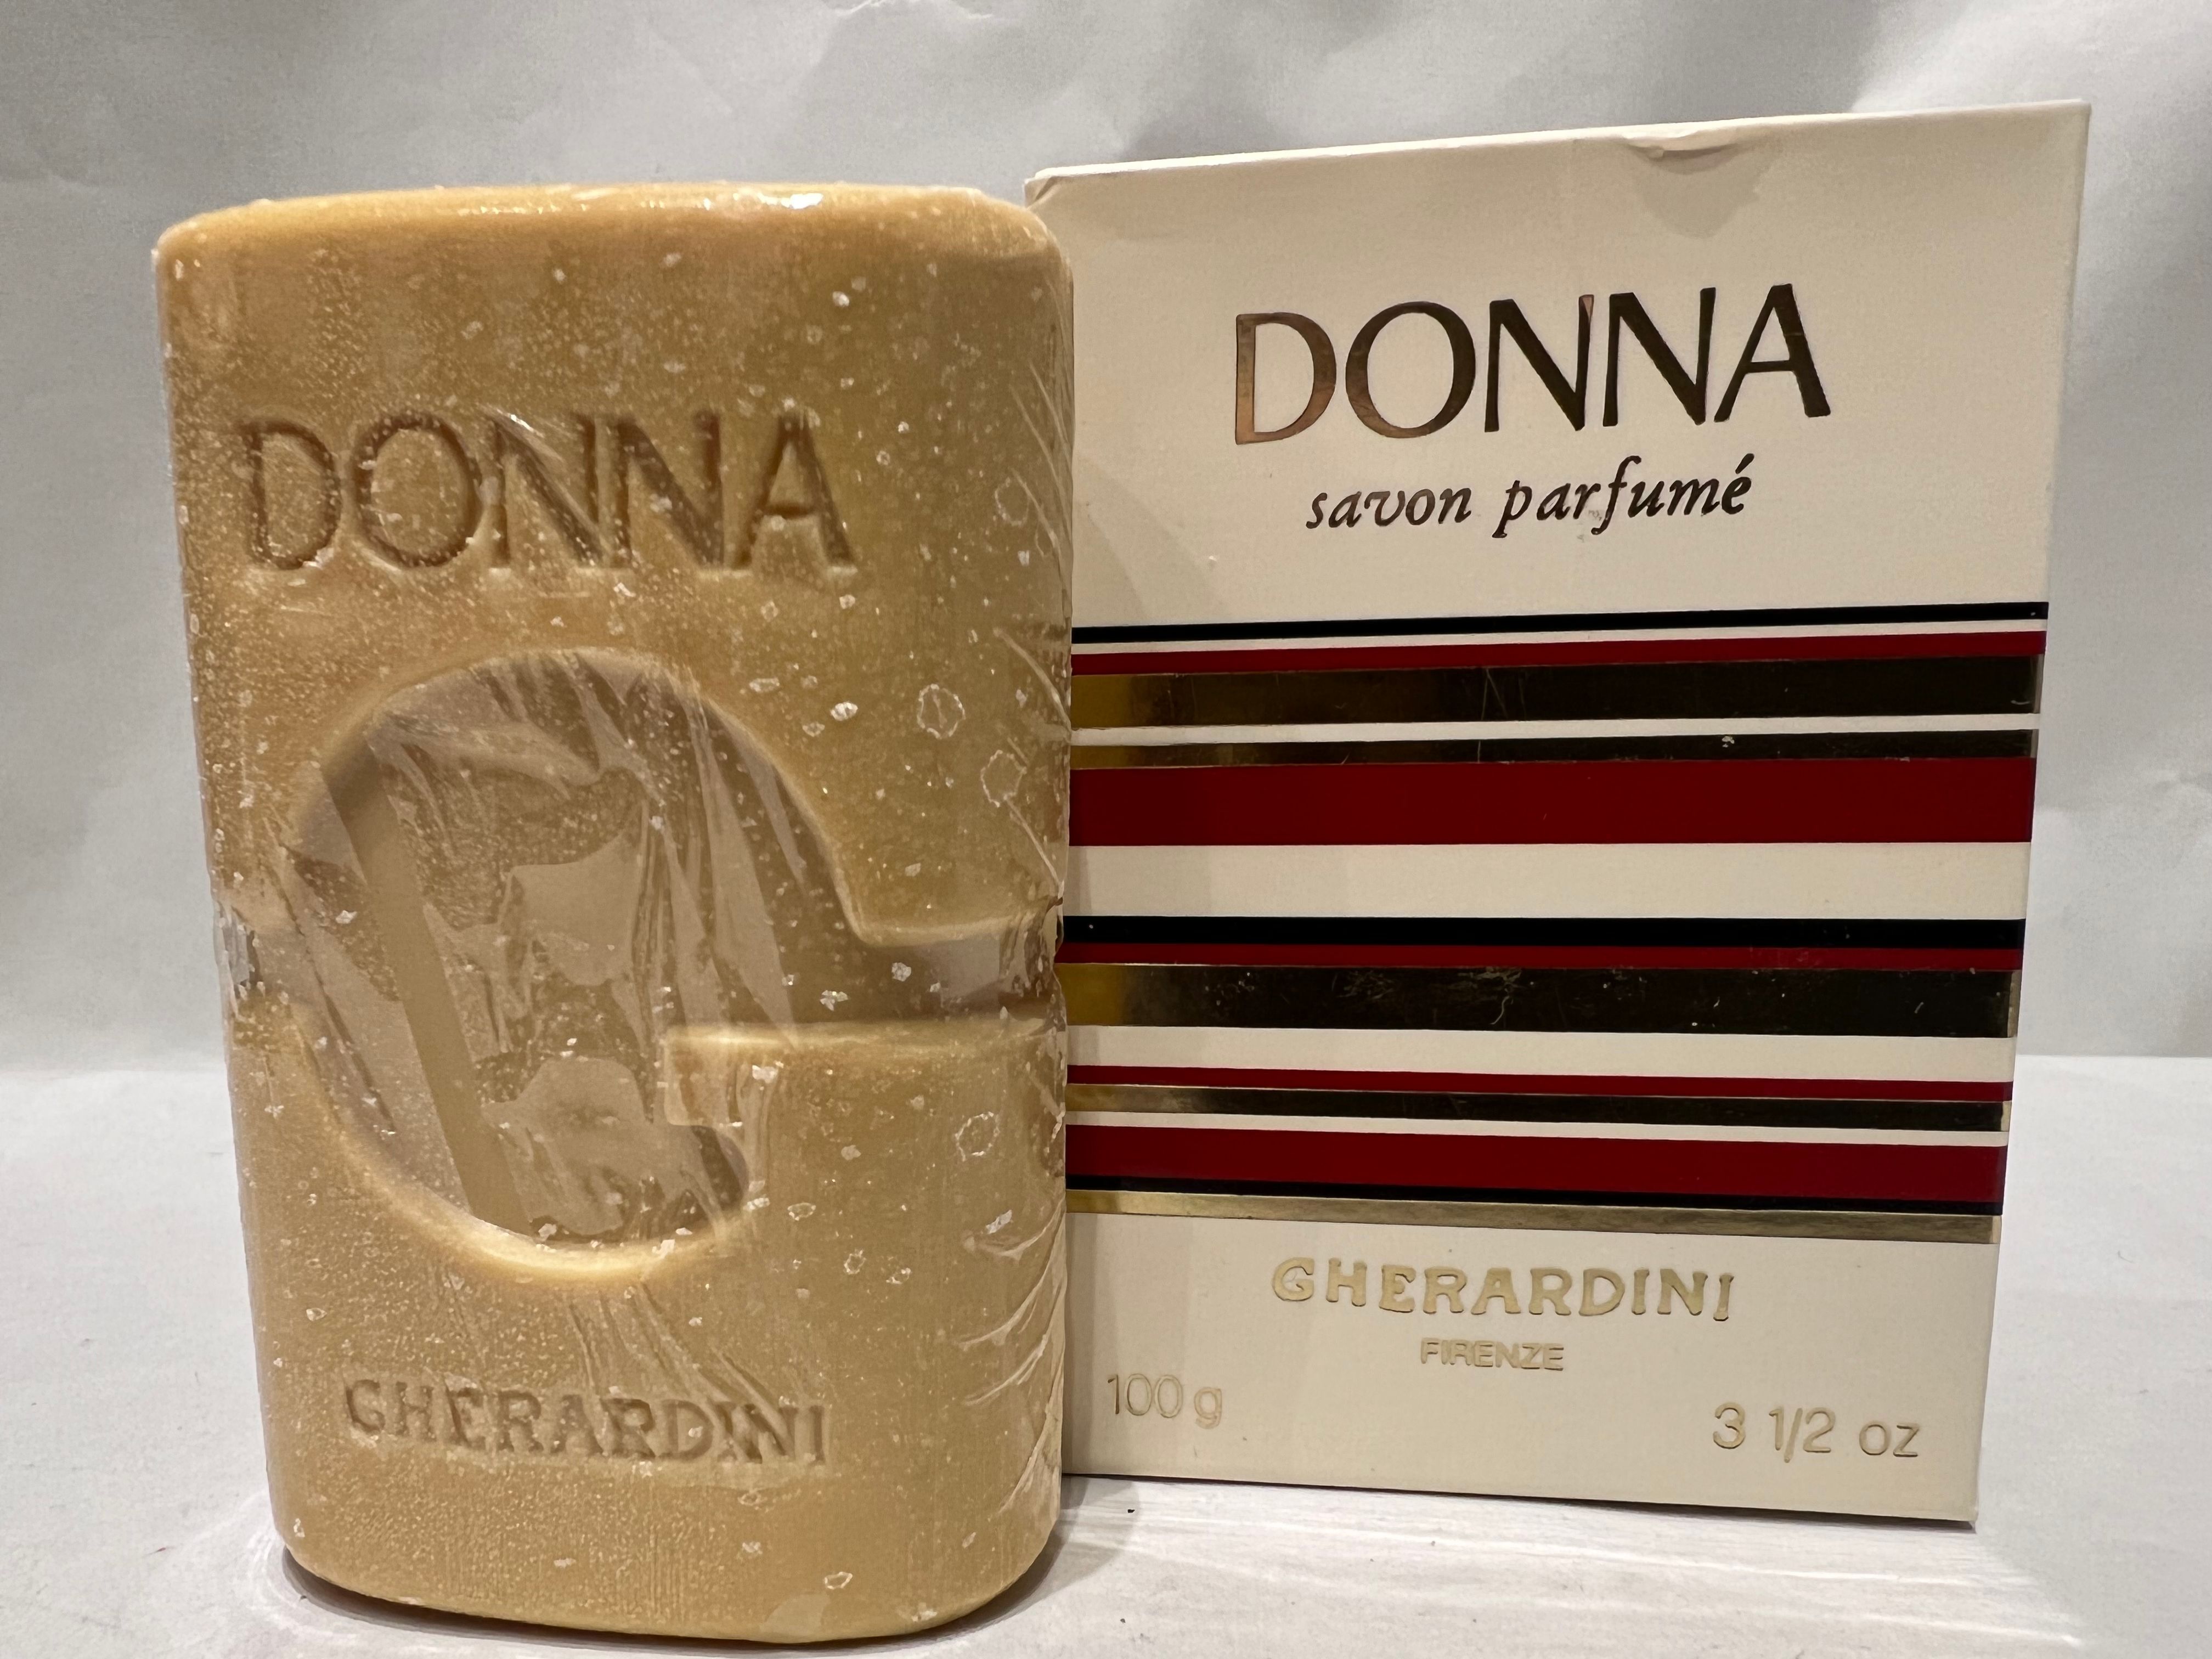 DONNA
G
GHERARDINI
DONNA
savon parfumé
GHERARDINI
FIRENZE
100 g
3 1/2 oz